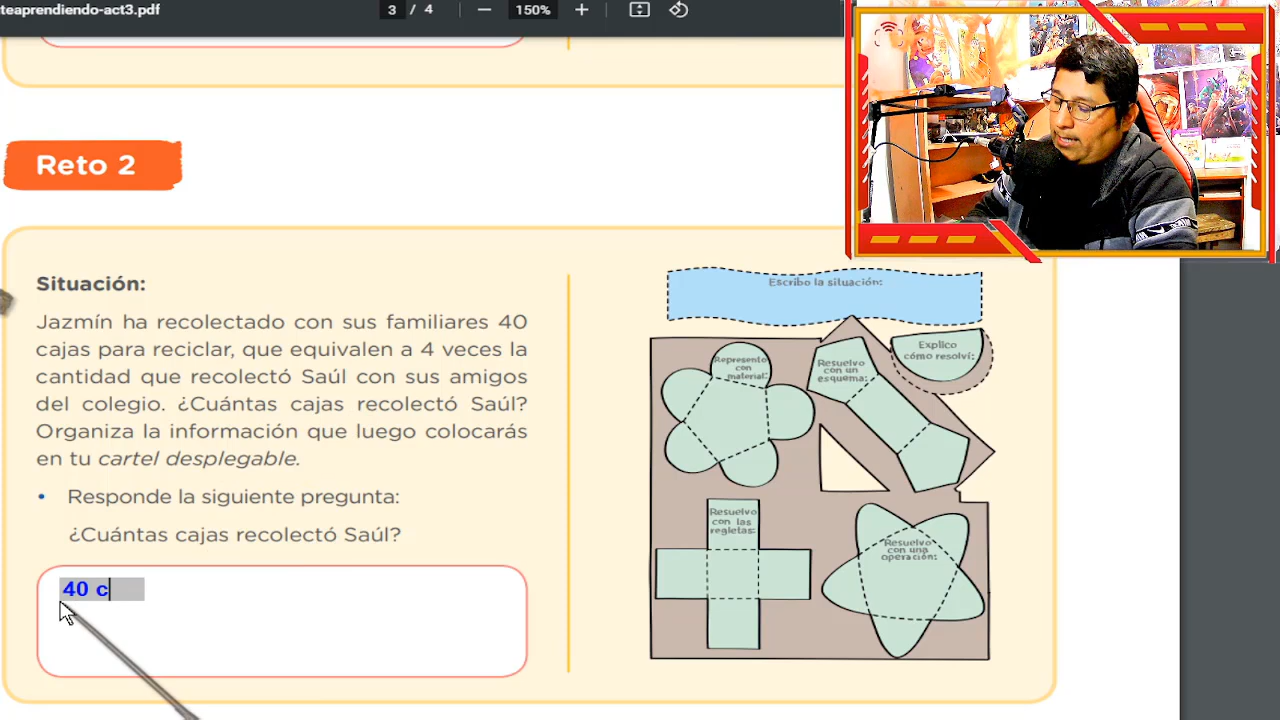 teaprendiendo-act3.pdf
3 / 4
150%
Reto 2
Situación:
Jazmín ha recolectado con sus familiares 40
cajas para reciclar, que equivalen a 4 veces la
cantidad que recolectó Saúl con sus amigos
del colegio. ¿Cuántas cajas recolectó Saúl?
Organiza la información que luego colocarás
en tu cartel desplegable.
• Responde la siguiente pregunta:
¿Cuántas cajas recolectó Saúl?
40 c
Escribo la situación:
Represento
con
material:
Resuelvo
con un
esquema:
Explico
cómo resolví:
Resuelvo
con las
regletas:
Resuelvo
con una
operación: